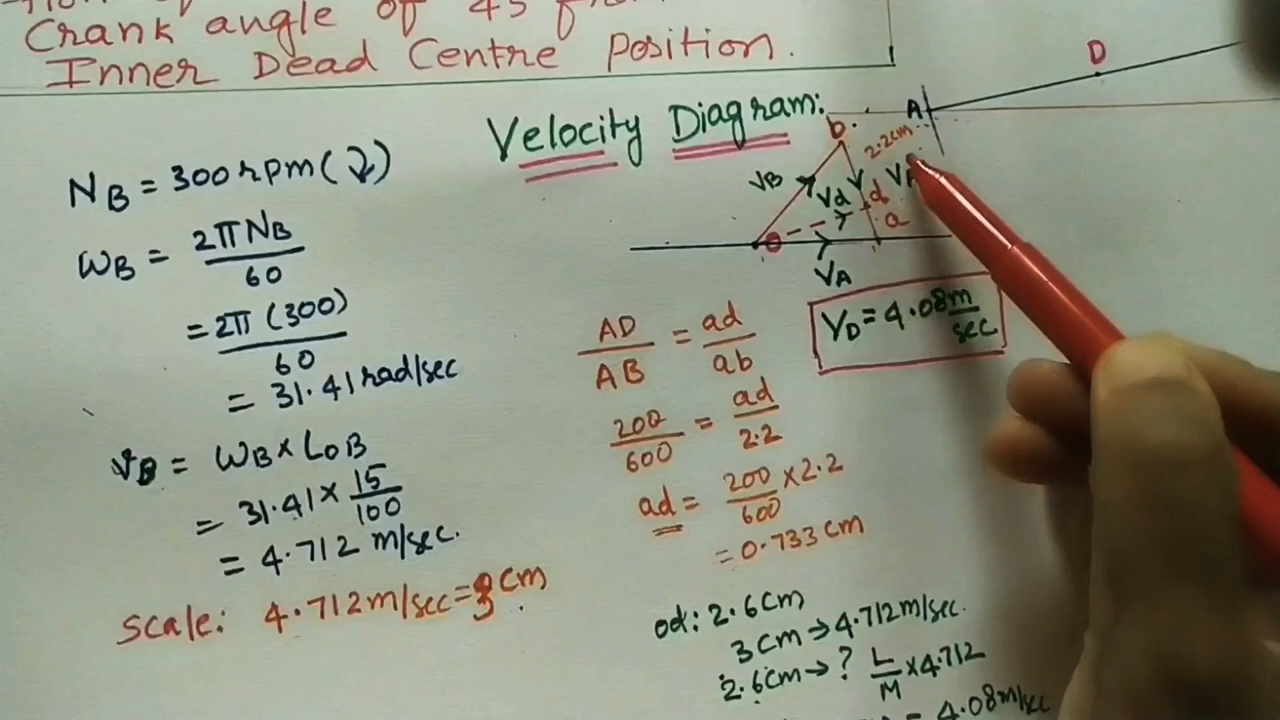 Crank angle of 45
Inner Dead Centre Position.
Velocity Diagram:
NB = 300 rpm (↻)
ωB = 2πNB / 60
= 2π (300) / 60
= 31.41 rad/sec
VB = ωB × LOB
= 31.41 × 15 / 100
= 4.712 m/sec.
Scale: 4.712 m/sec = 3 cm
A
D
b
2.2cm
VB
Vd
d
a
o
VA
VD = 4.08 m/sec
AD / AB = ad / ab
200 / 600 = ad / 2.2
ad = 200 / 600 × 2.2
= 0.733 cm
od: 2.6 cm
3 cm → 4.712 m/sec.
2.6 cm → ? L / M × 4.712
= 4.08 m/sec